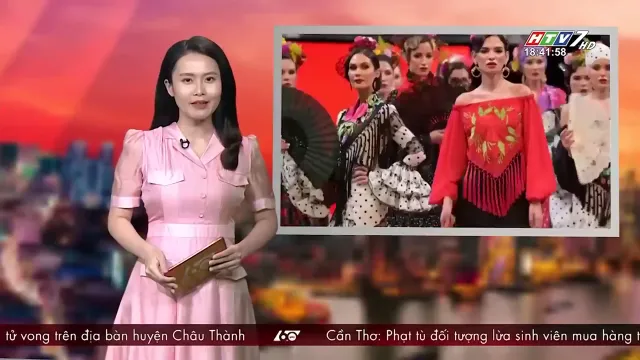 HTV7 HD
18:41:58
tử vong trên địa bàn huyện Châu Thành
60
Cần Thơ: Phạt tù đối tượng lừa sinh viên mua hàng t